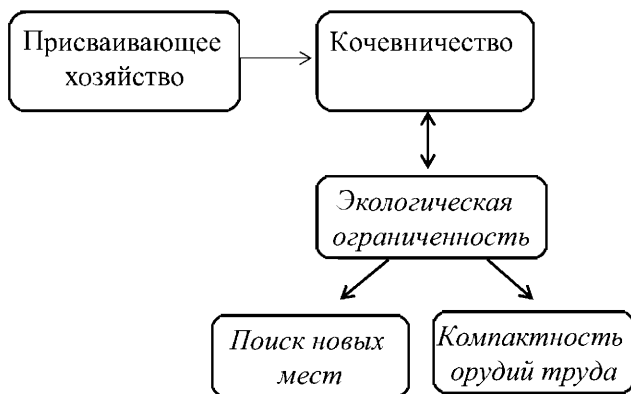 Присваивающее
хозяйство
Кочевничество
Экологическая
ограниченность
Поиск новых
мест
Компактность
орудий труда